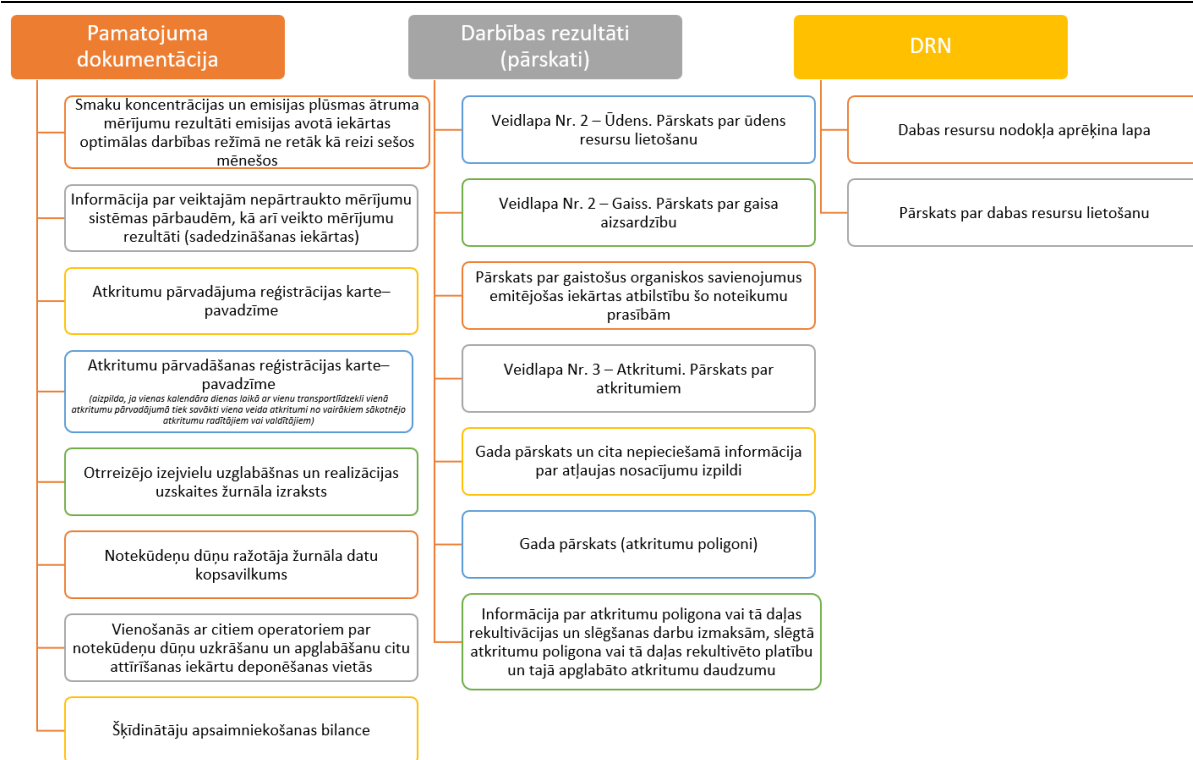 Pamatojuma
dokumentācija
Smaku koncentrācijas un emisijas plūsmas ātruma
mērījumu rezultāti emisijas avotā iekārtas
optimālas darbības režīmā ne retāk kā reizi sešos
mēnešos
Informācija par veiktajām nepārtraukto mērījumu
sistēmas pārbaudēm, kā arī veikto mērījumu
rezultāti (sadedzināšanas iekārtas)
Atkritumu pārvadājuma reģistrācijas karte–
pavadzīme
Atkritumu pārvadāšanas reģistrācijas karte–
pavadzīme
(aizpilda, ja vienas kalendāra dienas laikā ar vienu transportlīdzekli vienā
atkritumu pārvadājumā tiek savākti viena veida atkritumi no vairākiem sākotnējo
atkritumu radītājiem vai valdītājiem)
Otrreizējo izejvielu uzglabāšnas un realizācijas
uzskaites žurnāla izraksts
Notekūdeņu dūņu ražotāja žurnāla datu
kopsavilkums
Vienošanās ar citiem operatoriem par
notekūdeņu dūņu uzkrāšanu un apglabāšanu citu
attīrīšanas iekārtu deponēšanas vietās
Šķīdinātāju apsaimniekošanas bilance
Darbības rezultāti
(pārskati)
Veidlapa Nr. 2 – Ūdens. Pārskats par ūdens
resursu lietošanu
Veidlapa Nr. 2 – Gaiss. Pārskats par gaisa
aizsardzību
Pārskats par gaistošus organiskos savienojumus
emitējošas iekārtas atbilstību šo noteikumu
prasībām
Veidlapa Nr. 3 – Atkritumi. Pārskats par
atkritumiem
Gada pārskats un cita nepieciešamā informācija
par atļaujas nosacījumu izpildi
Gada pārskats (atkritumu poligoni)
Informācija par atkritumu poligona vai tā daļas
rekultivācijas un slēgšanas darbu izmaksām, slēgtā
atkritumu poligona vai tā daļas rekultivēto platību
un tajā apglabāto atkritumu daudzumu
DRN
Dabas resursu nodokļa aprēķina lapa
Pārskats par dabas resursu lietošanu